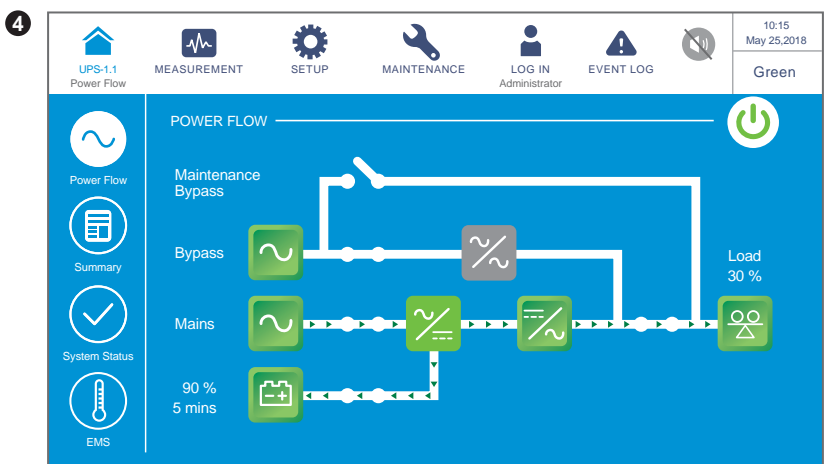 4
10:15
May 25,2018
UPS-1.1
Power Flow
MEASUREMENT
SETUP
MAINTENANCE
LOG IN
Administrator
EVENT LOG
Green
POWER FLOW
Power Flow
Maintenance
Bypass
Summary
Bypass
Load
30 %
Mains
System Status
90 %
5 mins
EMS